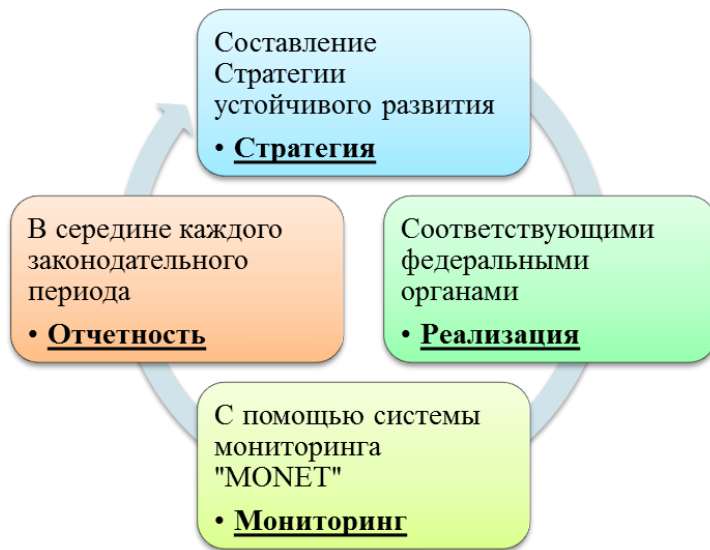 Составление
Стратегии
устойчивого развития
• Стратегия
В середине каждого
законодательного
периода
• Отчетность
Соответствующими
федеральными
органами
• Реализация
С помощью системы
мониторинга
"MONET"
• Мониторинг